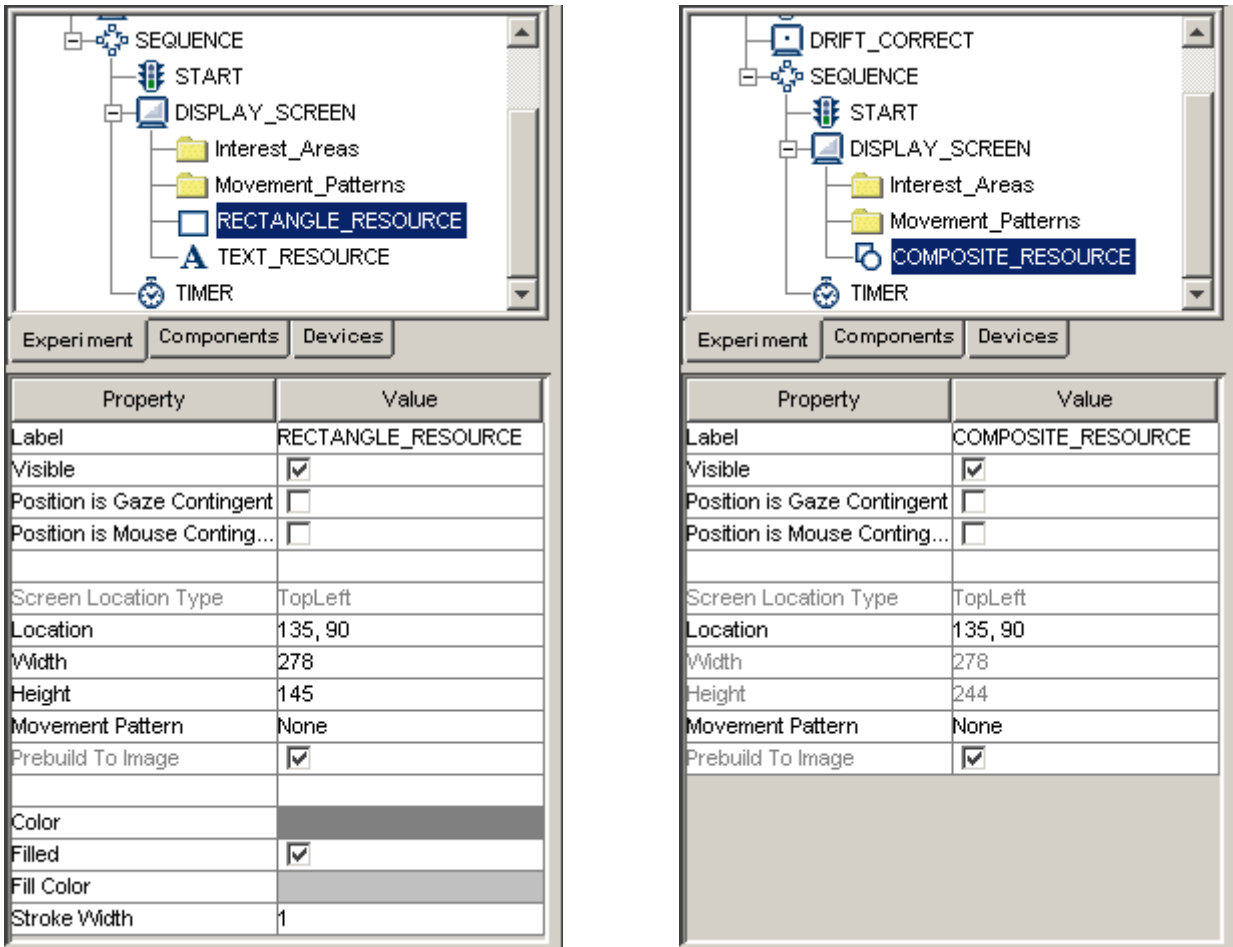 SEQUENCE
START
DISPLAY_SCREEN
Interest_Areas
Movement_Patterns
RECTANGLE_RESOURCE
A TEXT_RESOURCE
TIMER
Experiment Components Devices
Property Value
Label RECTANGLE_RESOURCE
Visible
Position is Gaze Contingent
Position is Mouse Conting...
Screen Location Type TopLeft
Location 135, 90
Width 278
Height 145
Movement Pattern None
Prebuild To Image
Color
Filled
Fill Color
Stroke Width 1
DRIFT_CORRECT
SEQUENCE
START
DISPLAY_SCREEN
Interest_Areas
Movement_Patterns
COMPOSITE_RESOURCE
TIMER
Experiment Components Devices
Property Value
Label COMPOSITE_RESOURCE
Visible
Position is Gaze Contingent
Position is Mouse Conting...
Screen Location Type TopLeft
Location 135, 90
Width 278
Height 244
Movement Pattern None
Prebuild To Image